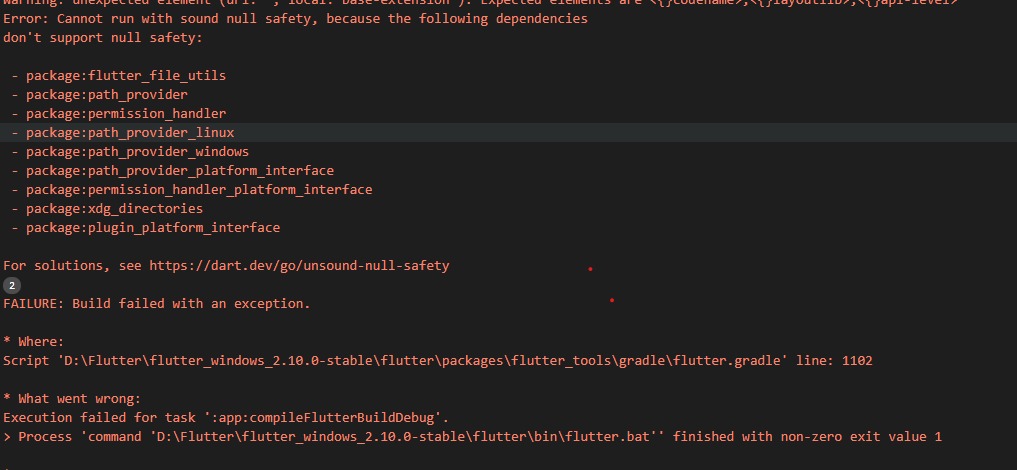 Warning: unexpected element (uri:"", local:"base-extension"). Expected elements are <{}codename>,<{}layoutlib>,<{}api-level>
Error: Cannot run with sound null safety, because the following dependencies
don't support null safety:
- package:flutter_file_utils
- package:path_provider
- package:permission_handler
- package:path_provider_linux
- package:path_provider_windows
- package:path_provider_platform_interface
- package:permission_handler_platform_interface
- package:xdg_directories
- package:plugin_platform_interface
For solutions, see https://dart.dev/go/unsound-null-safety
2
FAILURE: Build failed with an exception.
* Where:
Script 'D:\Flutter\flutter_windows_2.10.0-stable\flutter\packages\flutter_tools\gradle\flutter.gradle' line: 1102
* What went wrong:
Execution failed for task ':app:compileFlutterBuildDebug'.
> Process 'command 'D:\Flutter\flutter_windows_2.10.0-stable\flutter\bin\flutter.bat'' finished with non-zero exit value 1